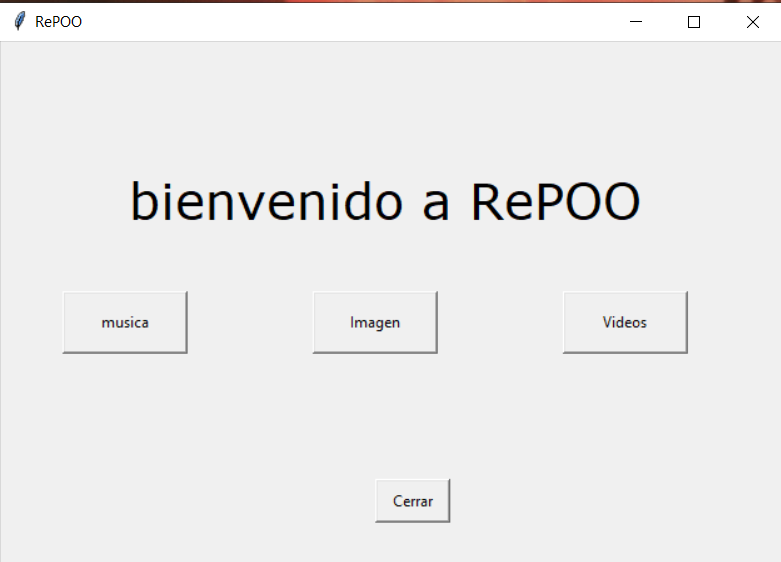 RePOO
bienvenido a RePOO
musica Imagen Videos
Cerrar